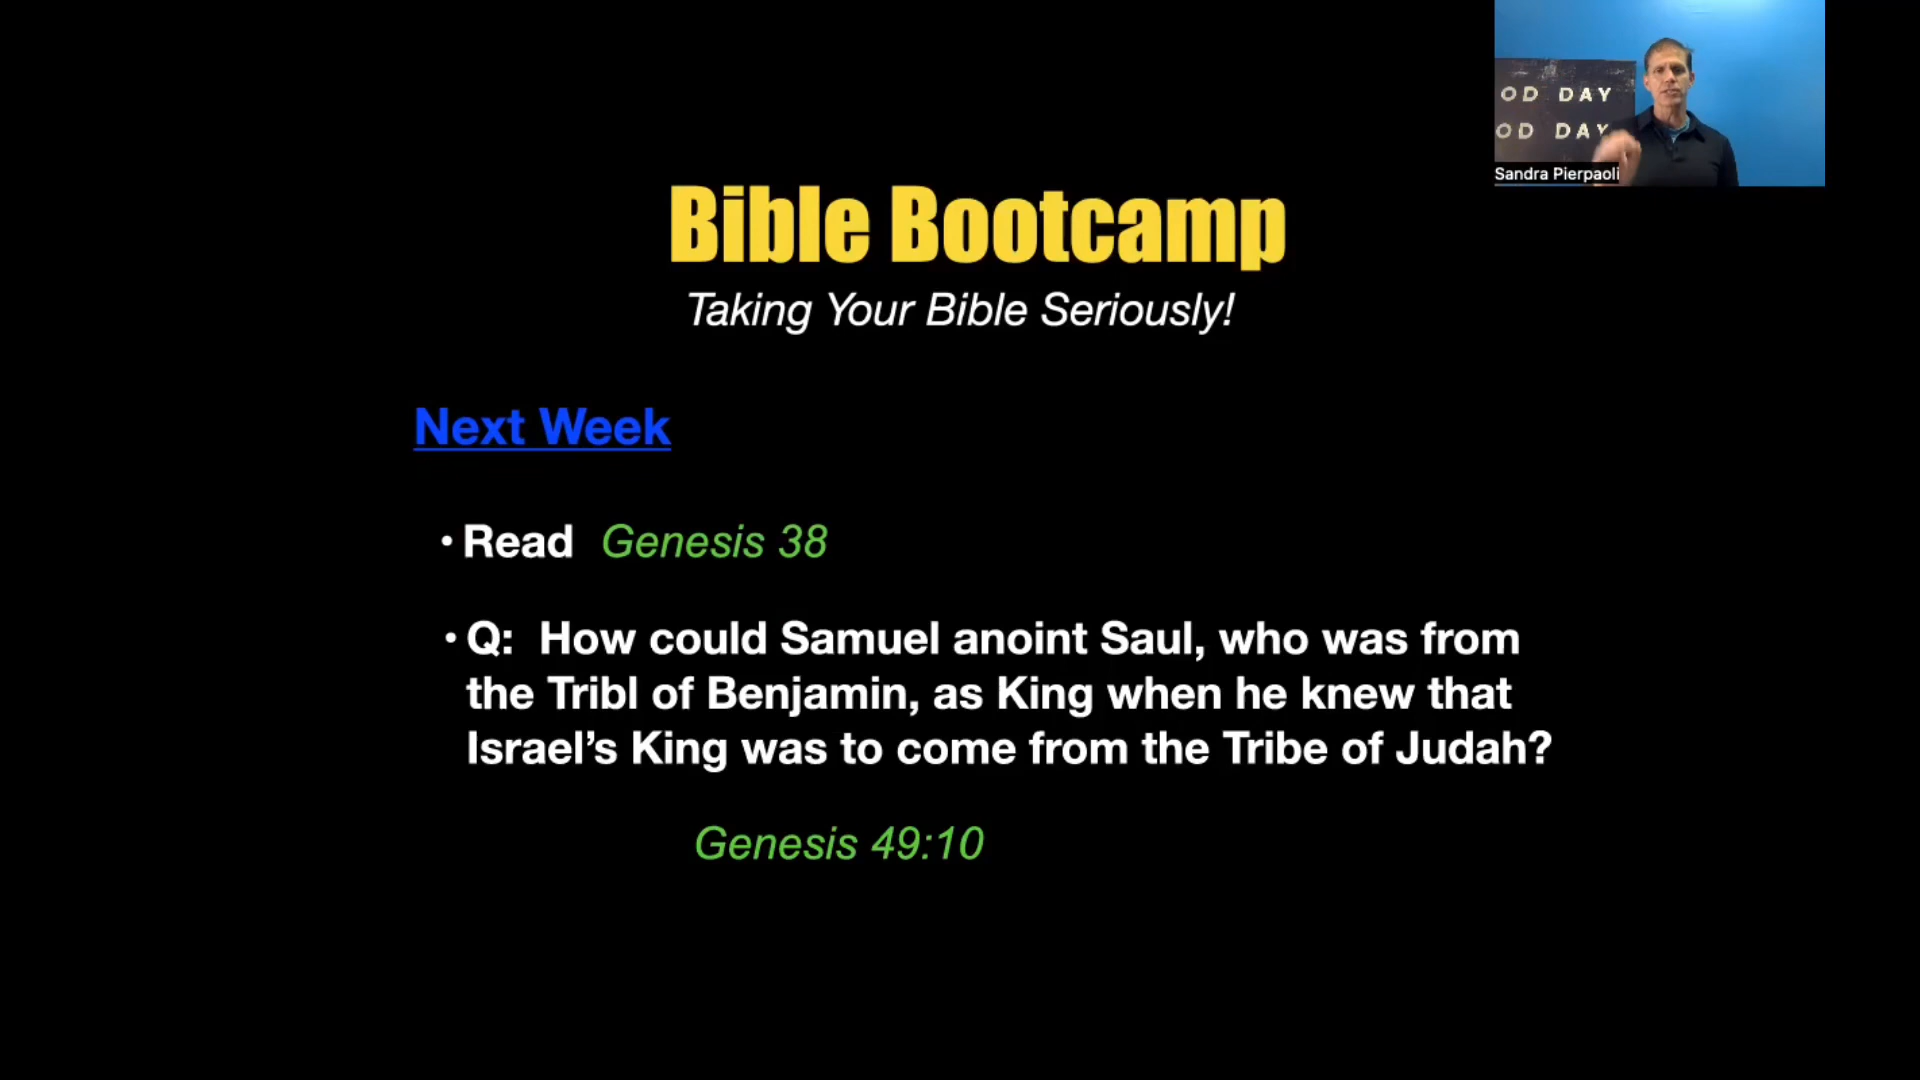 OD DAY
OD DAY
Sandra Pierpaoli
Bible Bootcamp
Taking Your Bible Seriously!
Next Week
• Read Genesis 38
• Q: How could Samuel anoint Saul, who was from
the Tribl of Benjamin, as King when he knew that
Israel’s King was to come from the Tribe of Judah?
Genesis 49:10